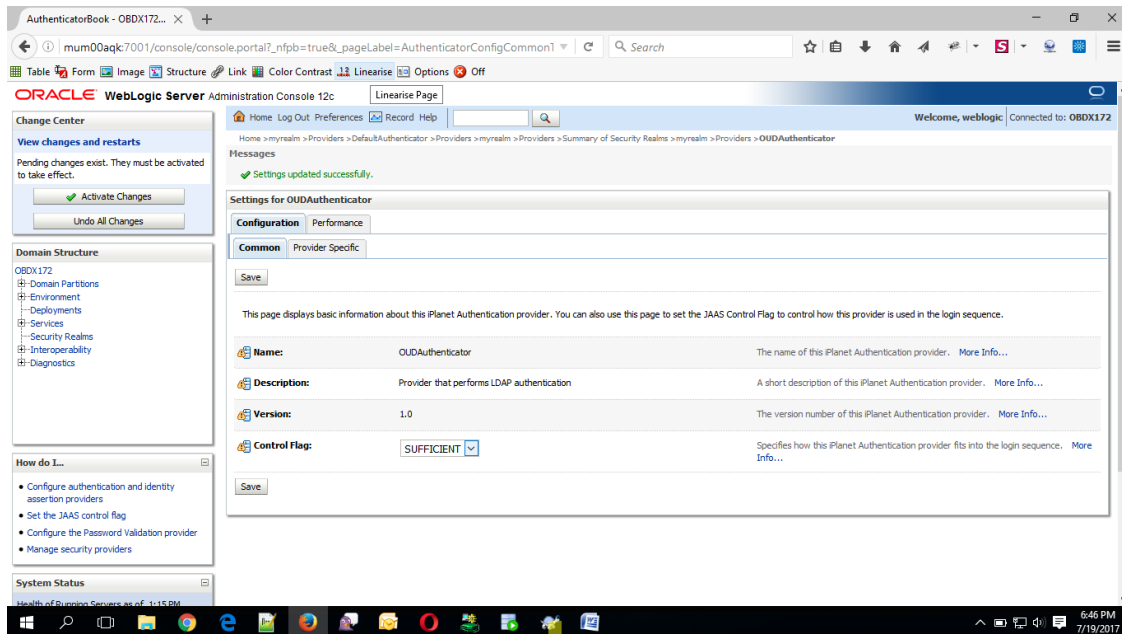 AuthenticatorBook - OBDX172...
mum00aqk:7001/console/console.portal?_nfpb=true&_pageLabel=AuthenticatorConfigCommonT
Search
Table Form Image Structure Link Color Contrast Linearise Options Off
ORACLE WebLogic Server Administration Console 12c
Linearise Page
Change Center
View changes and restarts
Pending changes exist. They must be activated
to take effect.
Activate Changes
Undo All Changes
Domain Structure
OBDX172
Domain Partitions
Environment
Deployments
Services
Security Realms
Interoperability
Diagnostics
How do I...
Configure authentication and identity
assertion providers
Set the JAAS control flag
Configure the Password Validation provider
Manage security providers
System Status
Health of Running Servers as of 1:15 PM
Home Log Out Preferences Record Help
Welcome, weblogic Connected to: OBDX172
Home >myrealm >Providers >DefaultAuthenticator >Providers >myrealm >Providers >Summary of Security Realms >myrealm >Providers >OUDAuthenticator
Messages
Settings updated successfully.
Settings for OUDAuthenticator
Configuration Performance
Common Provider Specific
Save
This page displays basic information about this iPlanet Authentication provider. You can also use this page to set the JAAS Control Flag to control how this provider is used in the login sequence.
Name: OUDAuthenticator The name of this iPlanet Authentication provider. More Info...
Description: Provider that performs LDAP authentication A short description of this iPlanet Authentication provider. More Info...
Version: 1.0 The version number of this iPlanet Authentication provider. More Info...
Control Flag: SUFFICIENT Specifies how this iPlanet Authentication provider fits into the login sequence. More
Info...
Save
6:46 PM
7/19/2017